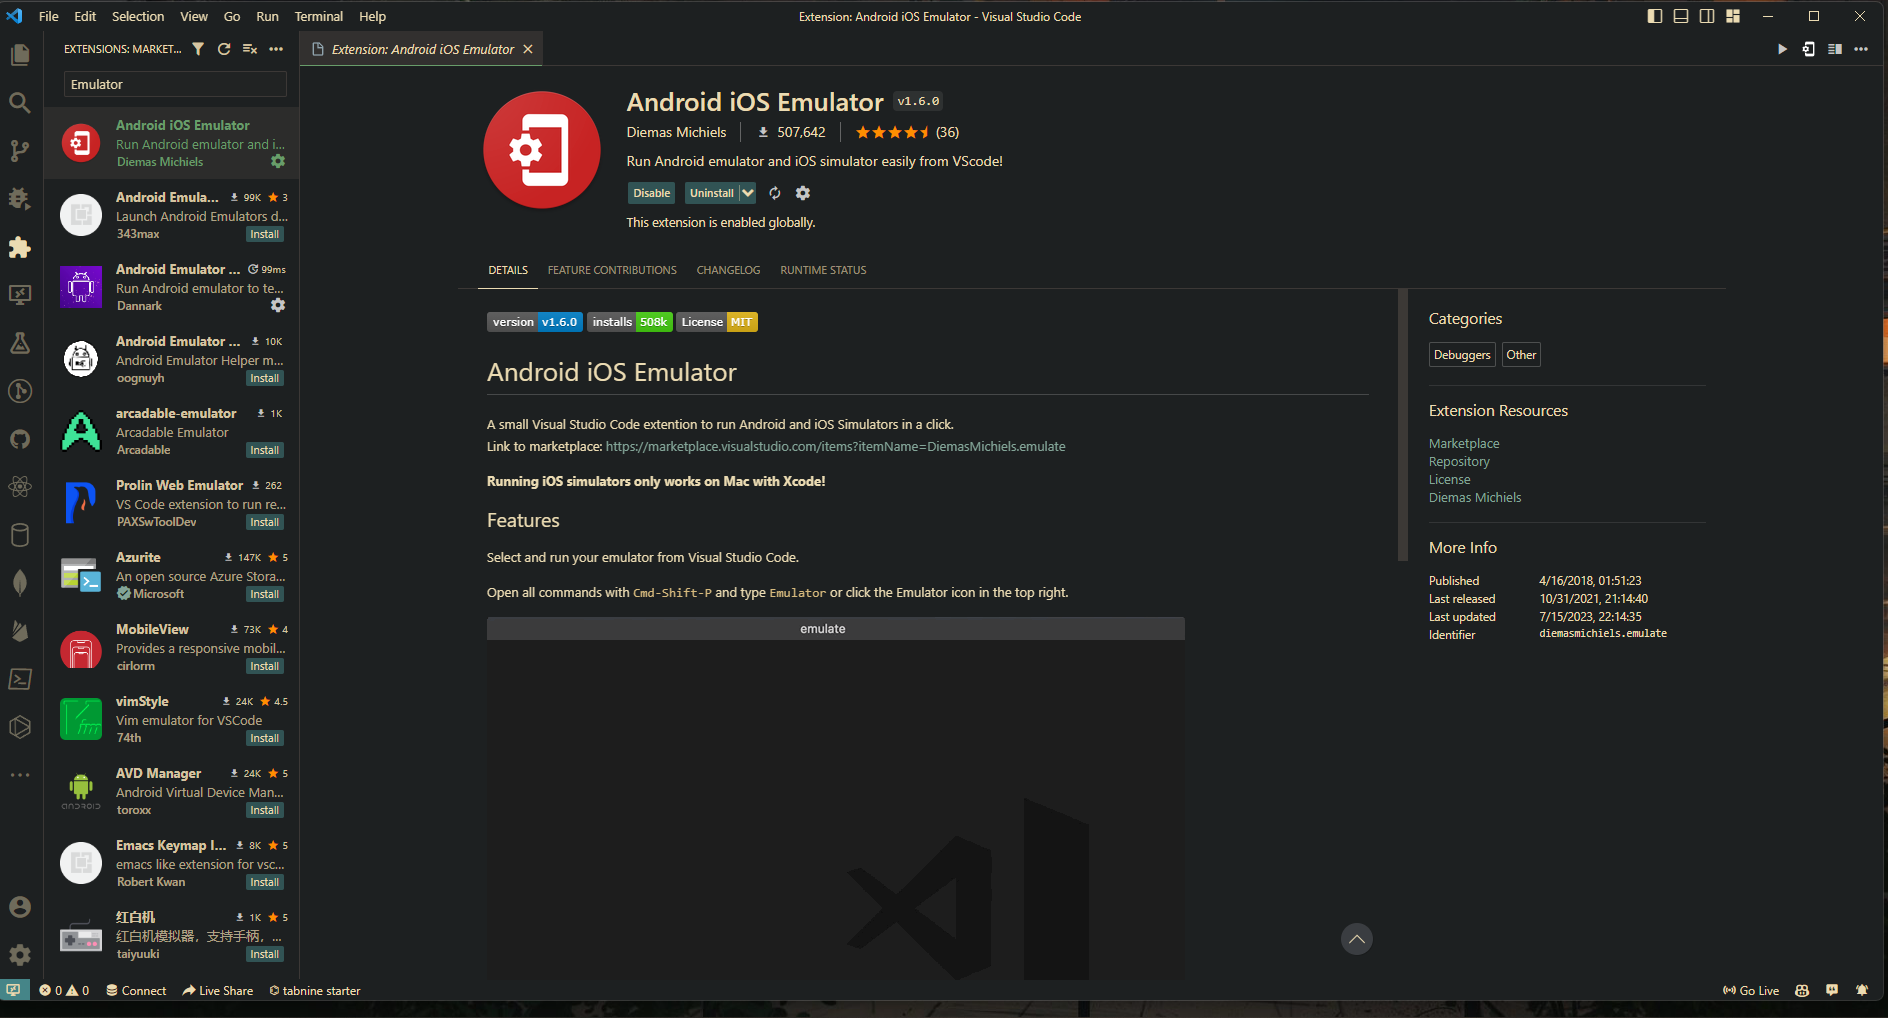 File Edit Selection View Go Run Terminal Help
Extension: Android iOS Emulator - Visual Studio Code
EXTENSIONS: MARKET...
Emulator
Android iOS Emulator
Run Android emulator and i...
Diemas Michiels
Android Emula... 99K 3
Launch Android Emulators d...
343max Install
Android Emulator ... 99ms
Run Android emulator to te...
Dannark
Android Emulator ... 10K
Android Emulator Helper m...
oognuyh Install
arcadable-emulator 1K
Arcadable Emulator
Arcadable Install
Prolin Web Emulator 262
VS Code extension to run re...
PAXSwToolDev Install
Azurite 147K 5
An open source Azure Stora...
Microsoft Install
MobileView 73K 4
Provides a responsive mobil...
cirlorm Install
vimStyle 24K 4.5
Vim emulator for VSCode
74th Install
AVD Manager 24K 5
Android Virtual Device Man...
toroxx Install
ANDROID
Emacs Keymap I... 8K 5
emacs like extension for vsc...
Robert Kwan Install
红白机 1K 5
红白机模拟器，支持手柄，...
taiyuuki Install
Extension: Android iOS Emulator
Android iOS Emulator v1.6.0
Diemas Michiels 507,642 (36)
Run Android emulator and iOS simulator easily from VScode!
Disable Uninstall
This extension is enabled globally.
DETAILS FEATURE CONTRIBUTIONS CHANGELOG RUNTIME STATUS
version v1.6.0 installs 508k License MIT
Android iOS Emulator
A small Visual Studio Code extention to run Android and iOS Simulators in a click.
Link to marketplace: https://marketplace.visualstudio.com/items?itemName=DiemasMichiels.emulate
Running iOS simulators only works on Mac with Xcode!
Features
Select and run your emulator from Visual Studio Code.
Open all commands with Cmd-Shift-P and type Emulator or click the Emulator icon in the top right.
emulate
Categories
Debuggers Other
Extension Resources
Marketplace
Repository
License
Diemas Michiels
More Info
Published 4/16/2018, 01:51:23
Last released 10/31/2021, 21:14:40
Last updated 7/15/2023, 22:14:35
Identifier diemasmichiels.emulate
0 0 Connect Live Share tabnine starter
Go Live